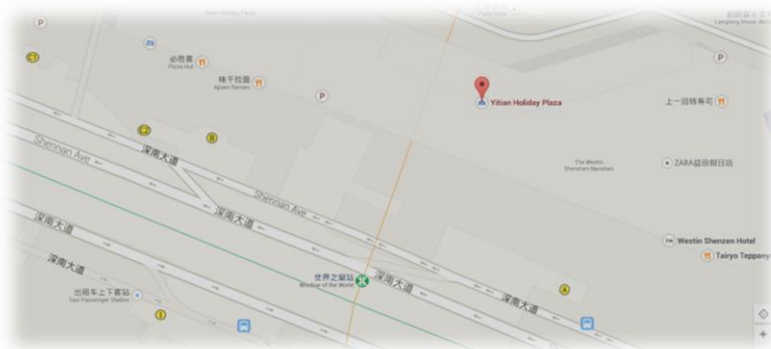 P
C1
必胜客
Pizza Hut
味千拉面
Ajisen Ramen
P
Yitian Holiday Plaza
P
上一回转寿司
C2
B
深南大道
Shennan Ave
The Westin
Shenzhen Nanshan
ZARA益田假日店
Shennan Ave
深南大道
深南大道
Westin Shenzen Hotel
Tairyo Teppany
深南大道
世界之窗站
Window of the World
深南大道
出租车上下客站
Taxi Passenger Station
A
深南大道
I